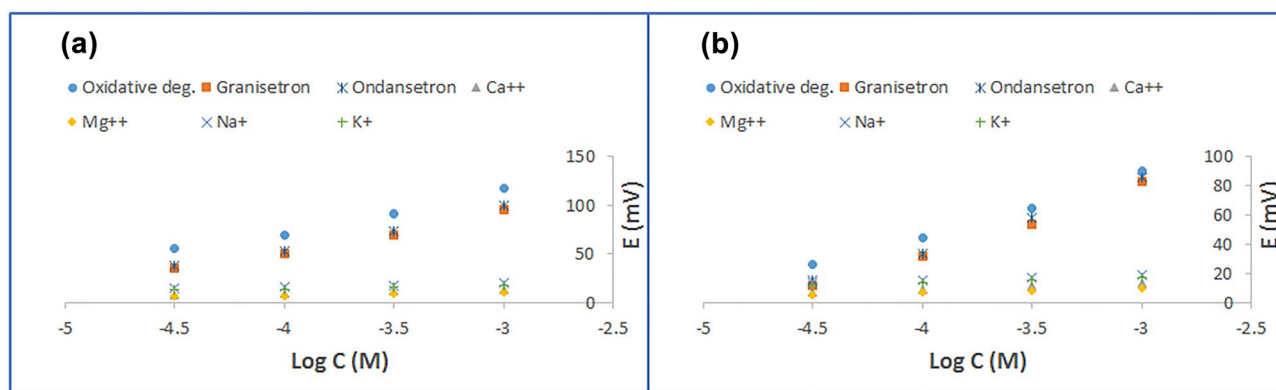 (a)
Oxidative deg. Granisetron Ondansetron Ca++
Mg++ Na+ K+
150
100
50
0
E (mV)
-5 -4.5 -4 -3.5 -3 -2.5
Log C (M)
(b)
Oxidative deg. Granisetron Ondansetron Ca++
Mg++ Na+ K+
100
80
60
40
20
0
E (mV)
-5 -4.5 -4 -3.5 -3 -2.5
Log C (M)